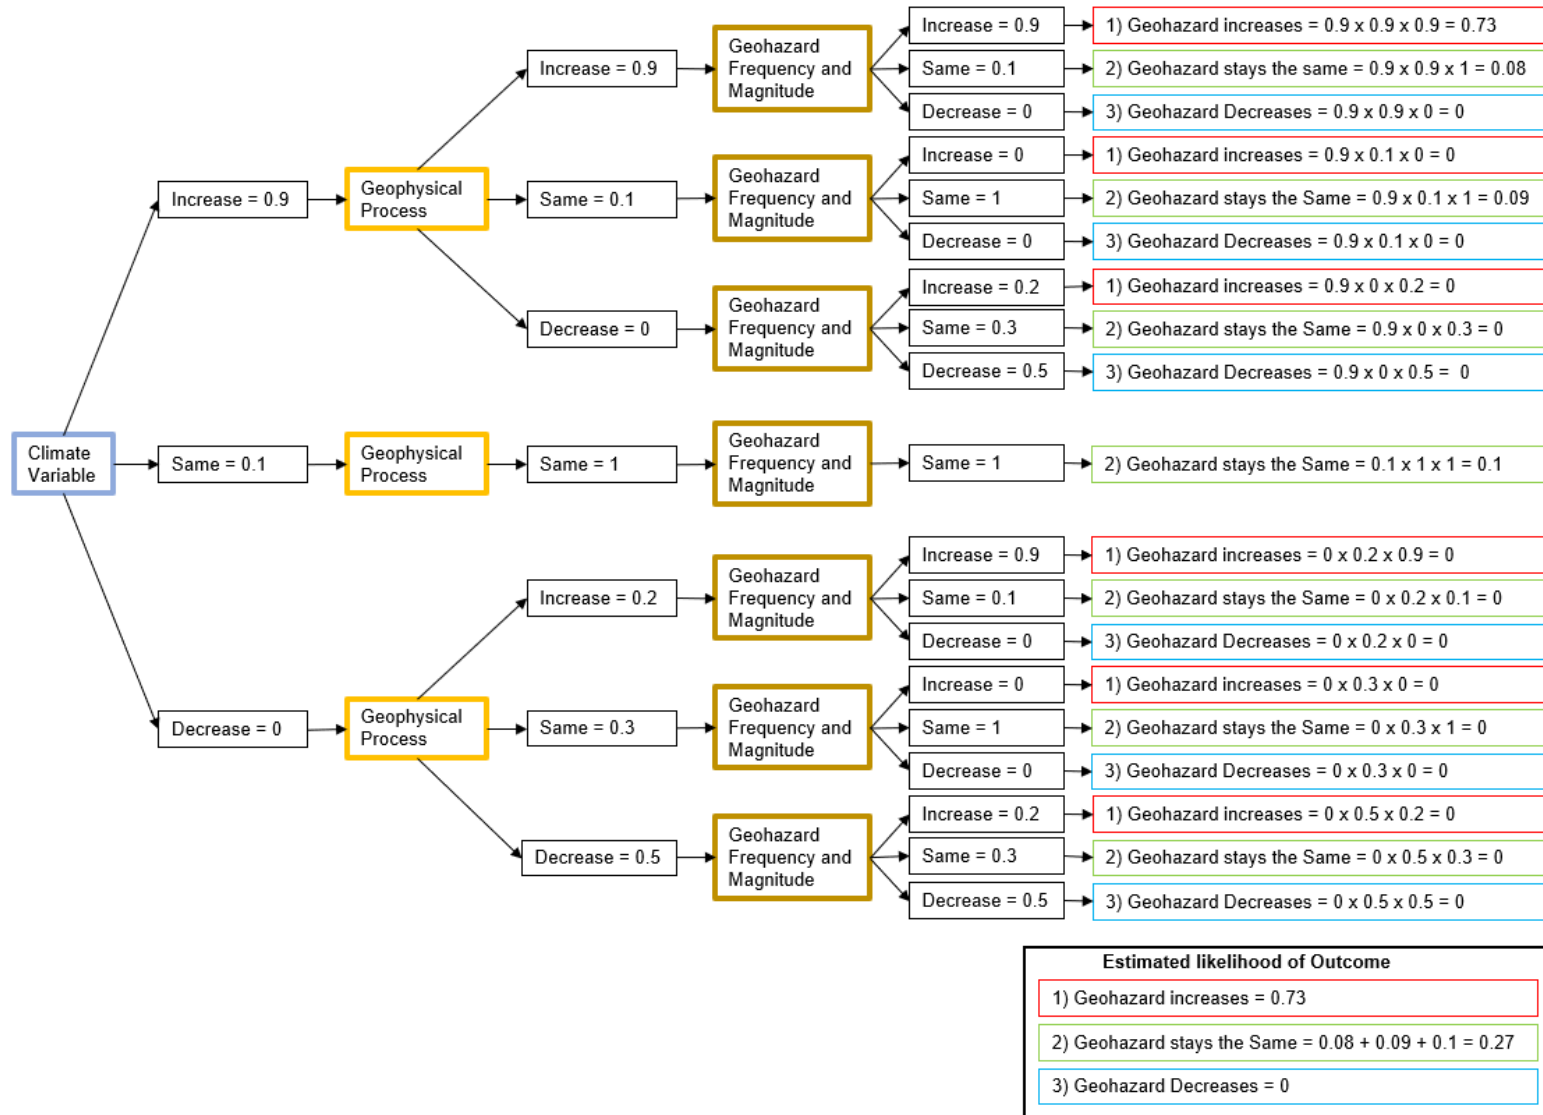 Increase = 0.9
1) Geohazard increases = 0.9 x 0.9 x 0.9 = 0.73
Geohazard
Frequency and
Magnitude
Increase = 0.9
Same = 0.1
2) Geohazard stays the same = 0.9 x 0.9 x 1 = 0.08
Decrease = 0
3) Geohazard Decreases = 0.9 x 0.9 x 0 = 0
Increase = 0
1) Geohazard increases = 0.9 x 0.1 x 0 = 0
Increase = 0.9
Geophysical
Process
Same = 0.1
Geohazard
Frequency and
Magnitude
Same = 1
2) Geohazard stays the Same = 0.9 x 0.1 x 1 = 0.09
Decrease = 0
3) Geohazard Decreases = 0.9 x 0.1 x 0 = 0
Increase = 0.2
1) Geohazard increases = 0.9 x 0 x 0.2 = 0
Decrease = 0
Geohazard
Frequency and
Magnitude
Same = 0.3
2) Geohazard stays the Same = 0.9 x 0 x 0.3 = 0
Decrease = 0.5
3) Geohazard Decreases = 0.9 x 0 x 0.5 = 0
Climate
Variable
Same = 0.1
Geophysical
Process
Same = 1
Geohazard
Frequency and
Magnitude
Same = 1
2) Geohazard stays the Same = 0.1 x 1 x 1 = 0.1
Increase = 0.9
1) Geohazard increases = 0 x 0.2 x 0.9 = 0
Increase = 0.2
Geohazard
Frequency and
Magnitude
Same = 0.1
2) Geohazard stays the Same = 0 x 0.2 x 0.1 = 0
Decrease = 0
3) Geohazard Decreases = 0 x 0.2 x 0 = 0
Increase = 0
1) Geohazard increases = 0 x 0.3 x 0 = 0
Decrease = 0
Geophysical
Process
Same = 0.3
Geohazard
Frequency and
Magnitude
Same = 1
2) Geohazard stays the Same = 0 x 0.3 x 1 = 0
Decrease = 0
3) Geohazard Decreases = 0 x 0.3 x 0 = 0
Increase = 0.2
1) Geohazard increases = 0 x 0.5 x 0.2 = 0
Decrease = 0.5
Geohazard
Frequency and
Magnitude
Same = 0.3
2) Geohazard stays the Same = 0 x 0.5 x 0.3 = 0
Decrease = 0.5
3) Geohazard Decreases = 0 x 0.5 x 0.5 = 0
Estimated likelihood of Outcome
1) Geohazard increases = 0.73
2) Geohazard stays the Same = 0.08 + 0.09 + 0.1 = 0.27
3) Geohazard Decreases = 0